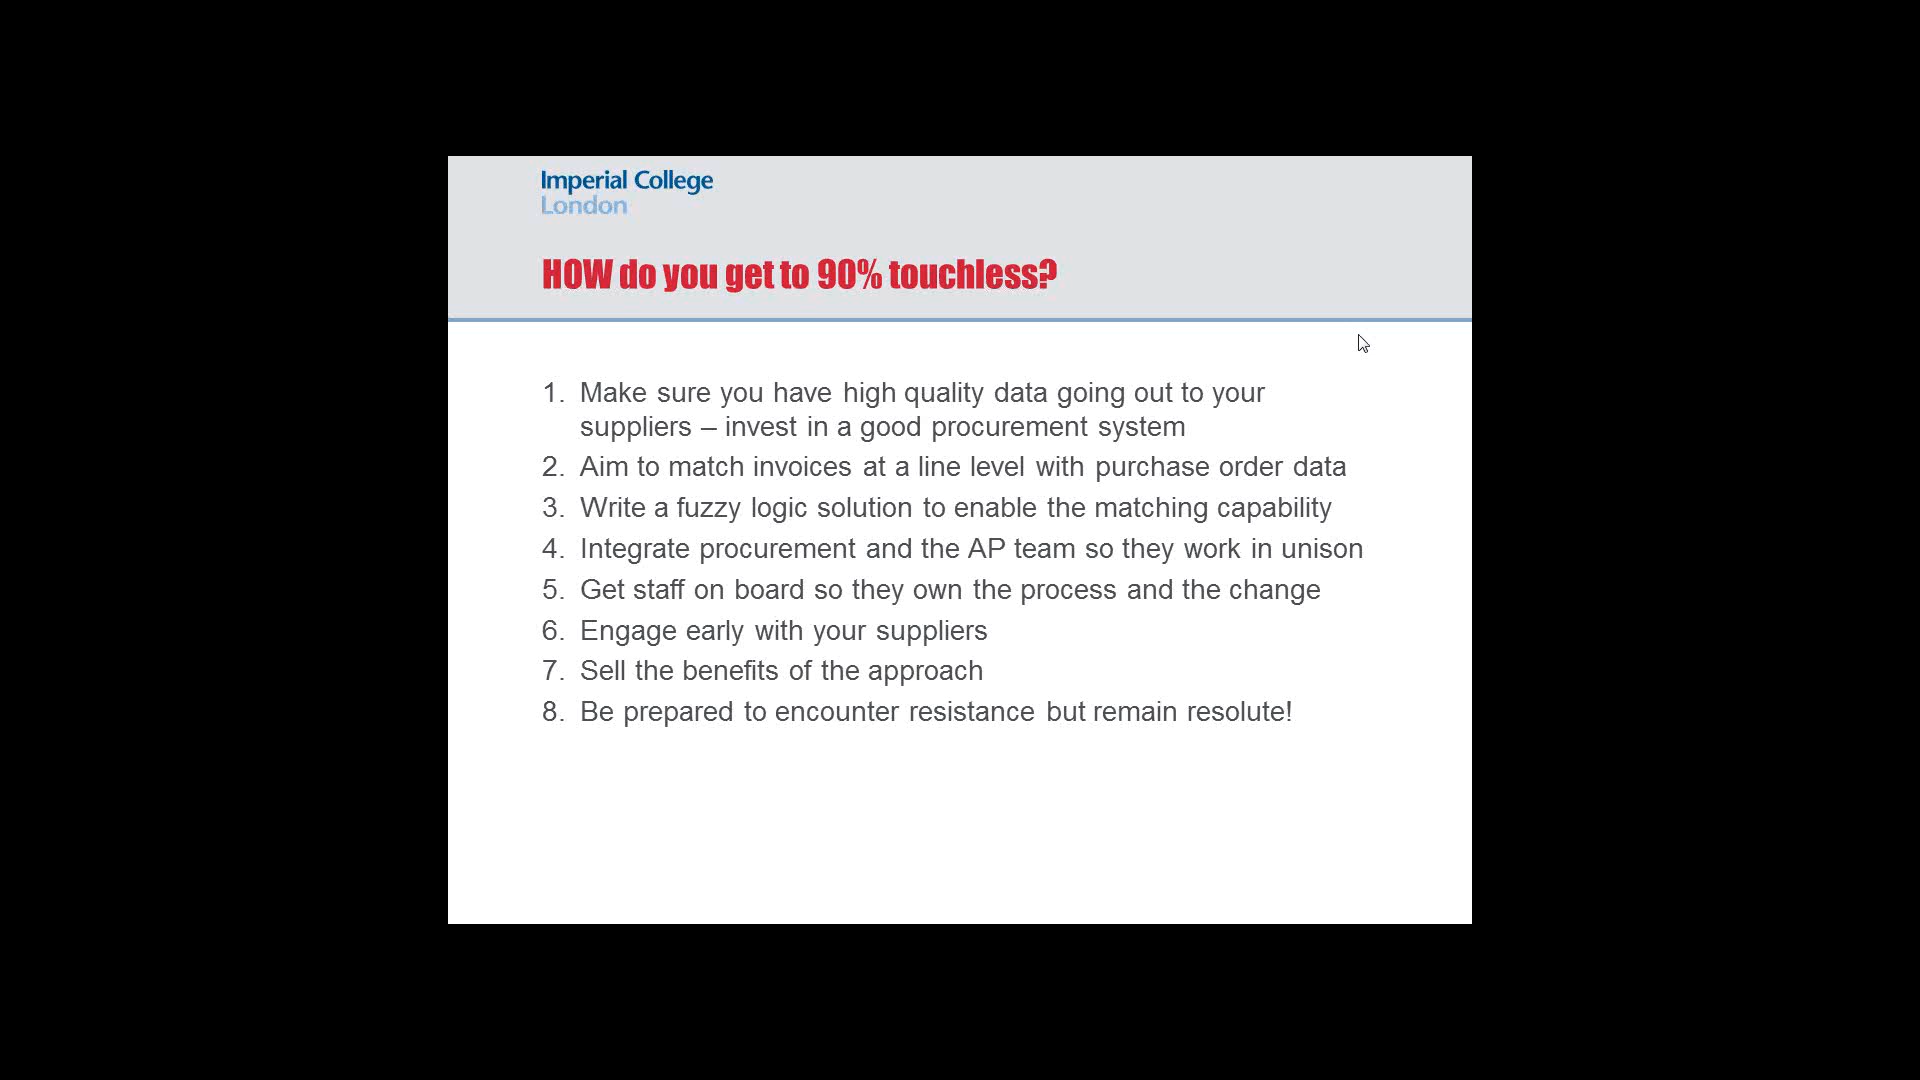 Imperial College
London
HOW do you get to 90% touchless?
1. Make sure you have high quality data going out to your
suppliers – invest in a good procurement system
2. Aim to match invoices at a line level with purchase order data
3. Write a fuzzy logic solution to enable the matching capability
4. Integrate procurement and the AP team so they work in unison
5. Get staff on board so they own the process and the change
6. Engage early with your suppliers
7. Sell the benefits of the approach
8. Be prepared to encounter resistance but remain resolute!